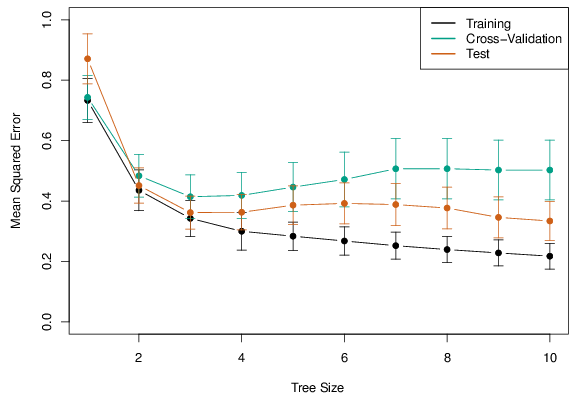 Training
Cross−Validation
Test
Mean Squared Error
1.0
0.8
0.6
0.4
0.2
0.0
2 4 6 8 10
Tree Size